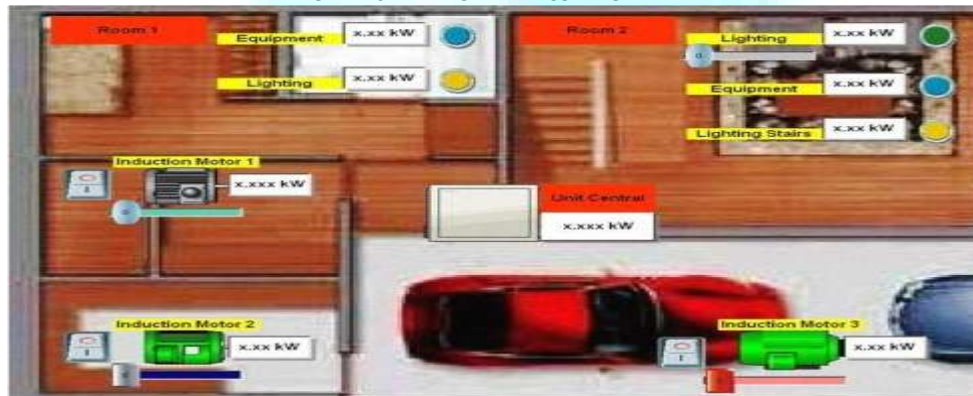 Room 1
Equipment
x.xx kW
Lighting
x.xx kW
Room 2
Lighting
x.xx kW
Equipment
x.xx kW
Lighting Stairs
x.xx kW
Induction Motor 1
x.xxx kW
Unit Central
x.xxx kW
Induction Motor 2
x.xx kW
Induction Motor 3
x.xx kW